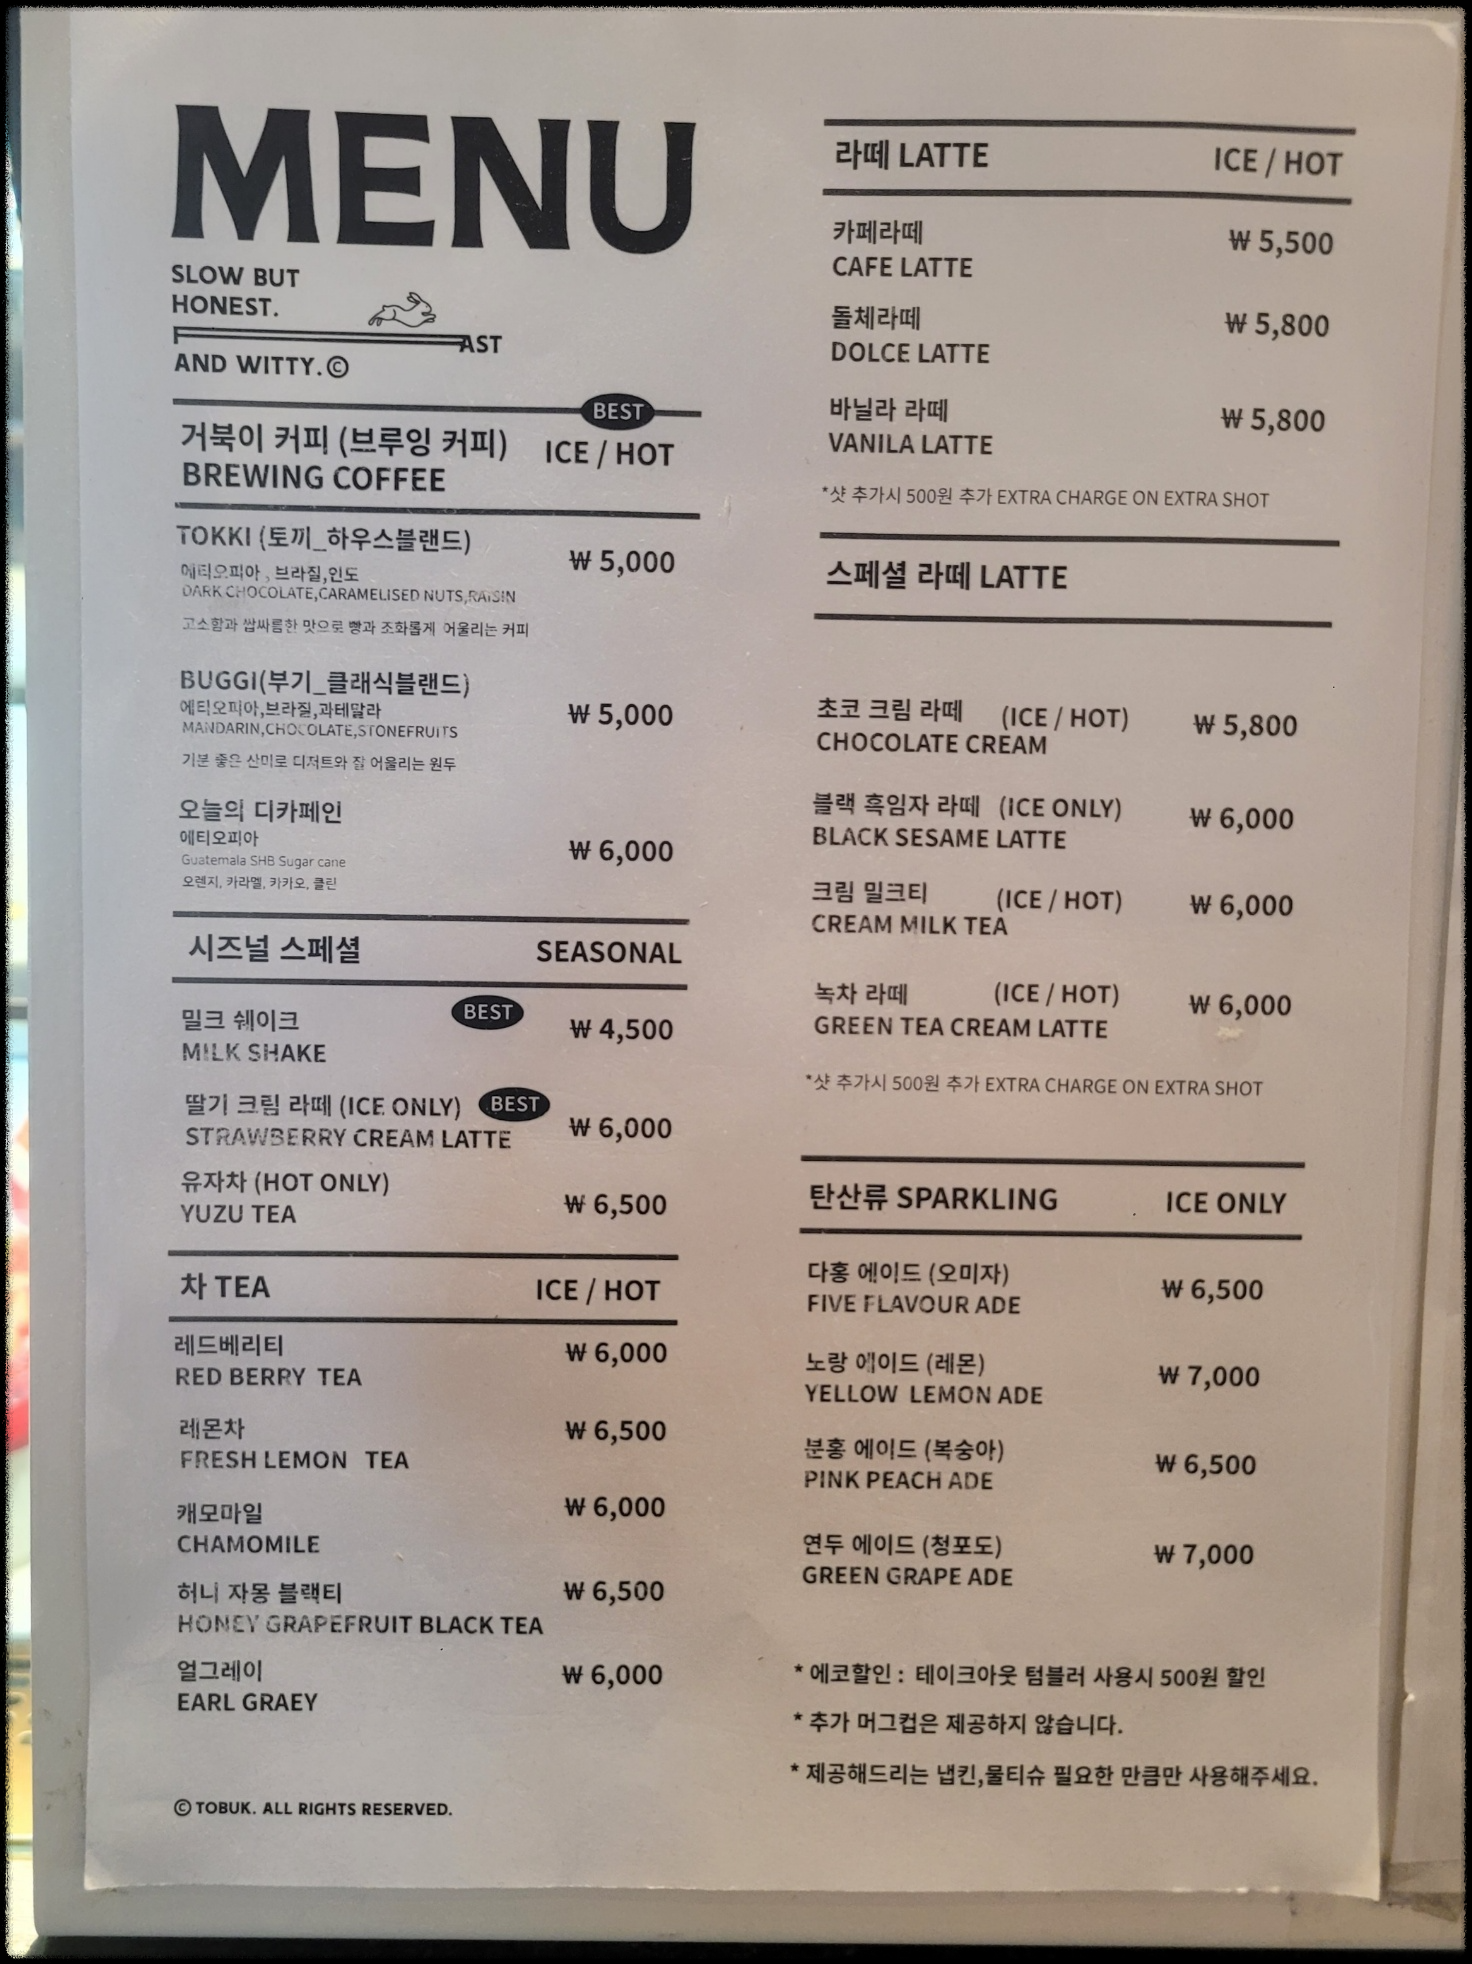 MENU
SLOW BUT
HONEST.
FAST
AND WITTY.©
BEST
거북이 커피 (브루잉 커피) ICE / HOT
BREWING COFFEE
TOKKI (토끼_하우스블랜드)
₩ 5,000
에티오피아 , 브라질,인도
DARK CHOCOLATE,CARAMELISED NUTS,RAISIN
고소함과 쌉싸름한 맛으로 빵과 조화롭게 어울리는 커피
BUGGI(부기_클래식블랜드)
₩ 5,000
에티오피아,브라질,과테말라
MANDARIN,CHOCOLATE,STONEFRUITS
기분 좋은 산미로 디저트와 잘 어울리는 원두
오늘의 디카페인
에티오피아
₩ 6,000
Guatemala SHB Sugar cane
오렌지, 카라멜, 카카오, 클린
시즈널 스페셜 SEASONAL
밀크 쉐이크 BEST ₩ 4,500
MILK SHAKE
딸기 크림 라떼 (ICE ONLY) BEST
₩ 6,000
STRAWBERRY CREAM LATTE
유자차 (HOT ONLY)
₩ 6,500
YUZU TEA
차 TEA ICE / HOT
레드베리티 ₩ 6,000
RED BERRY TEA
레몬차 ₩ 6,500
FRESH LEMON TEA
캐모마일 ₩ 6,000
CHAMOMILE
허니 자몽 블랙티 ₩ 6,500
HONEY GRAPEFRUIT BLACK TEA
얼그레이 ₩ 6,000
EARL GRAEY
© TOBUK. ALL RIGHTS RESERVED.
라떼 LATTE ICE / HOT
카페라떼 ₩ 5,500
CAFE LATTE
돌체라떼 ₩ 5,800
DOLCE LATTE
바닐라 라떼 ₩ 5,800
VANILA LATTE
*샷 추가시 500원 추가 EXTRA CHARGE ON EXTRA SHOT
스페셜 라떼 LATTE
초코 크림 라떼 (ICE / HOT) ₩ 5,800
CHOCOLATE CREAM
블랙 흑임자 라떼 (ICE ONLY) ₩ 6,000
BLACK SESAME LATTE
크림 밀크티 (ICE / HOT) ₩ 6,000
CREAM MILK TEA
녹차 라떼 (ICE / HOT) ₩ 6,000
GREEN TEA CREAM LATTE
*샷 추가시 500원 추가 EXTRA CHARGE ON EXTRA SHOT
탄산류 SPARKLING ICE ONLY
다홍 에이드 (오미자) ₩ 6,500
FIVE FLAVOUR ADE
노랑 에이드 (레몬) ₩ 7,000
YELLOW LEMON ADE
분홍 에이드 (복숭아) ₩ 6,500
PINK PEACH ADE
연두 에이드 (청포도) ₩ 7,000
GREEN GRAPE ADE
* 에코할인 : 테이크아웃 텀블러 사용시 500원 할인
* 추가 머그컵은 제공하지 않습니다.
* 제공해드리는 냅킨,물티슈 필요한 만큼만 사용해주세요.